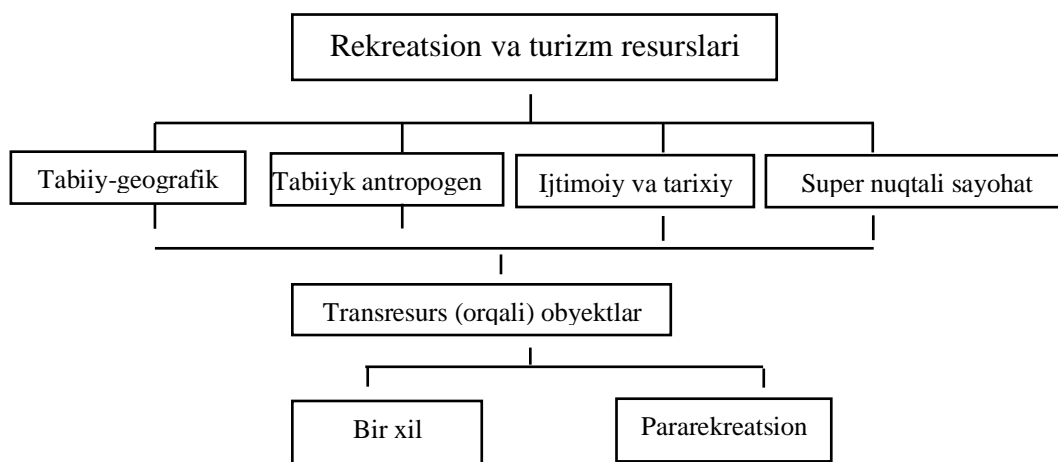 Rekreatsion va turizm resurslari
Tabiiy-geografik
Tabiiyk antropogen
Ijtimoiy va tarixiy
Super nuqtali sayohat
Transresurs (orqali) obyektlar
Bir xil
Pararekreatsion